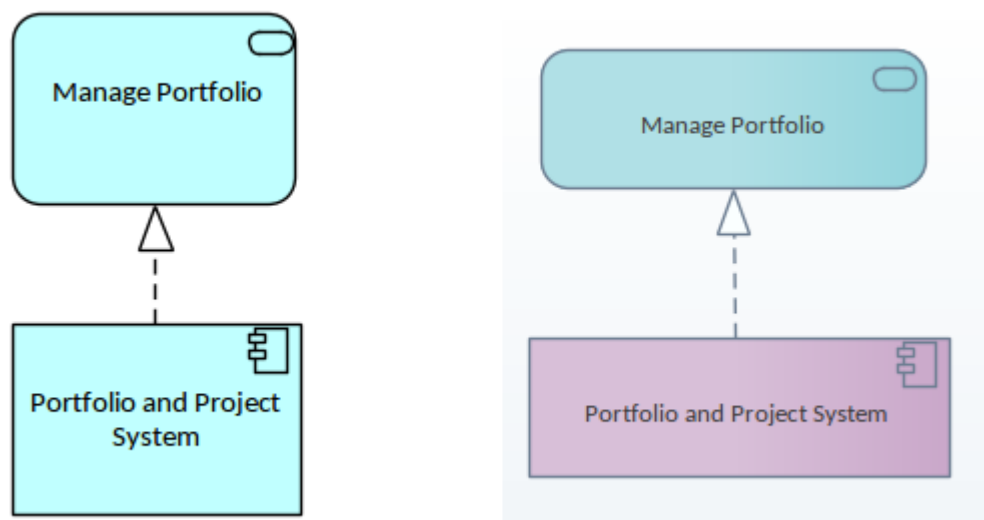 Manage Portfolio
Portfolio and Project
System
Manage Portfolio
Portfolio and Project System